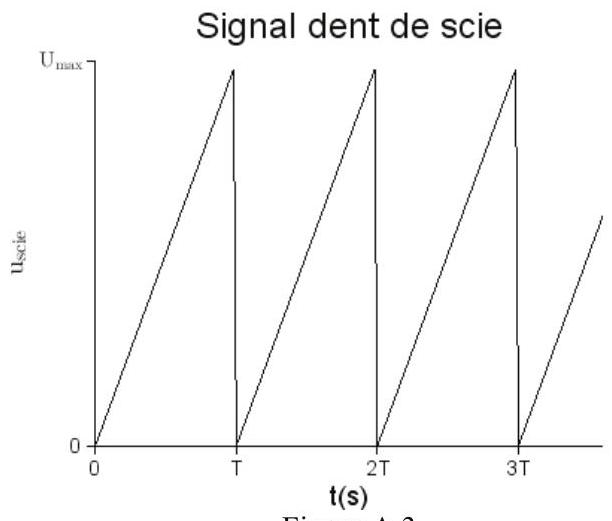 Signal dent de scie
Umax
uscie
0
0 T 2T 3T
t(s)